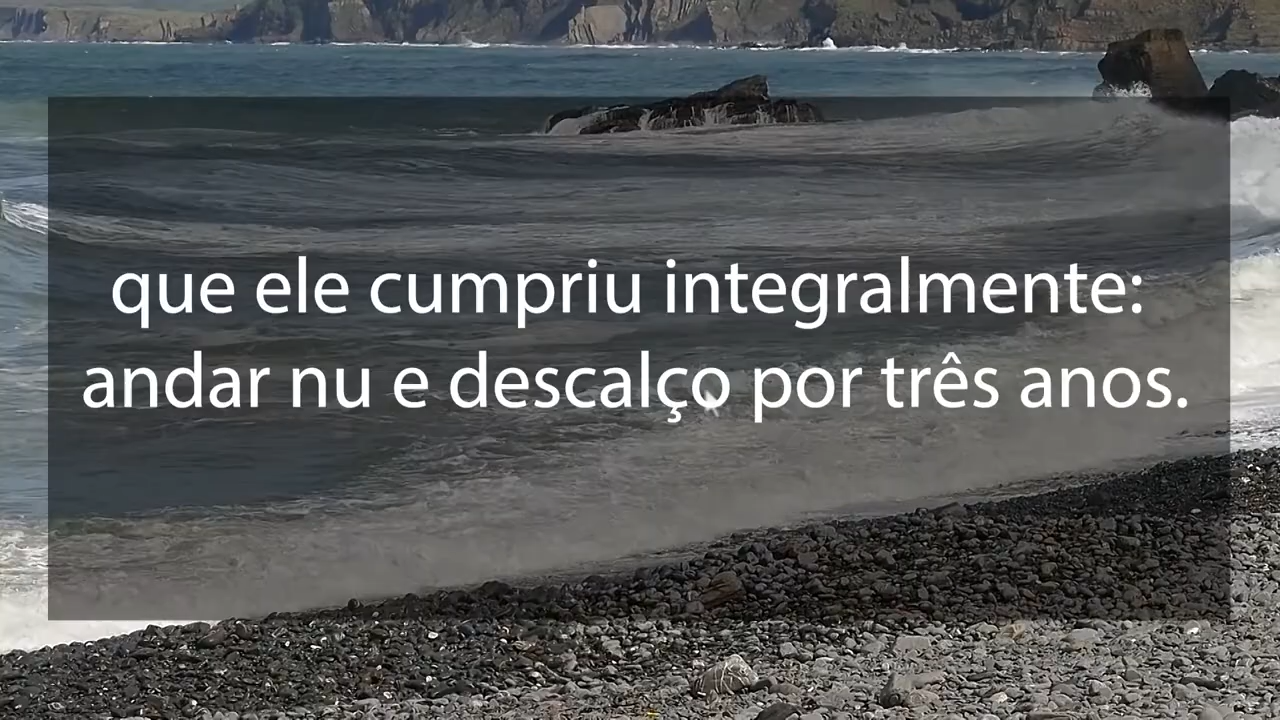 que ele cumpriu integralmente:
andar nu e descalço por três anos.